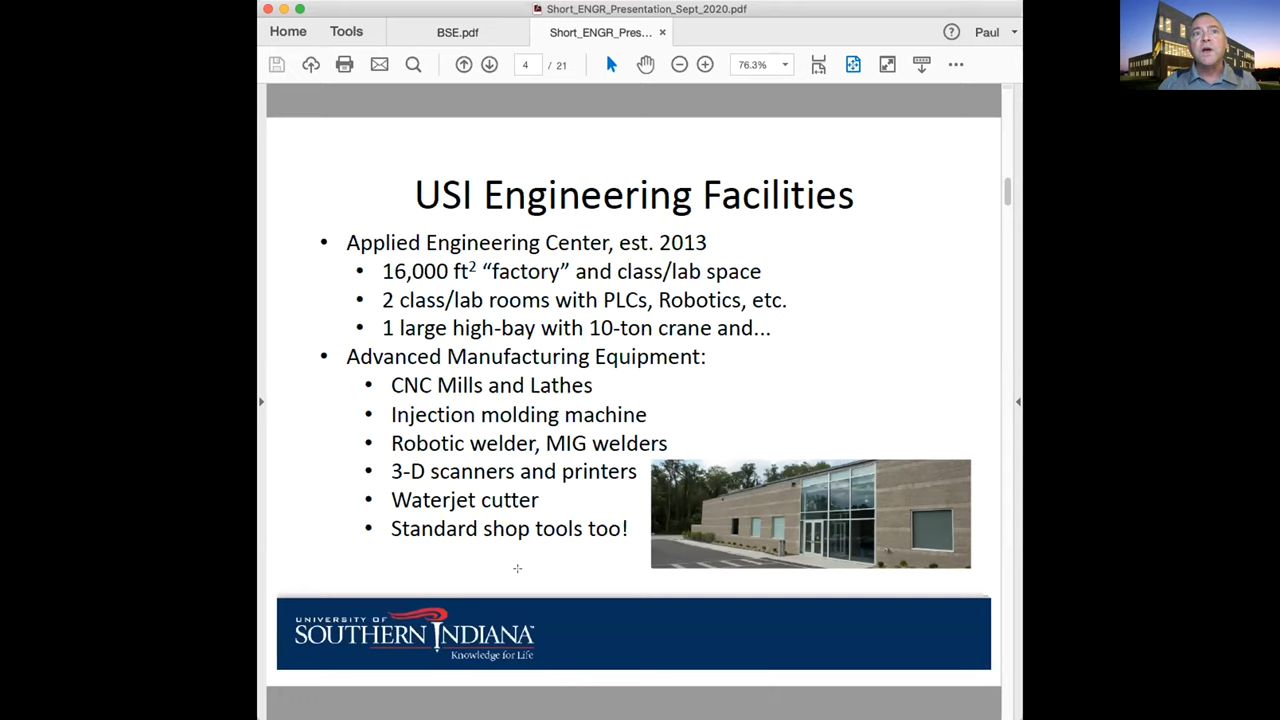 Short_ENGR_Presentation_Sept_2020.pdf
Home Tools BSE.pdf Short_ENGR_Pres... × ? Paul
4 / 21 76.3%
USI Engineering Facilities
• Applied Engineering Center, est. 2013
• 16,000 ft² “factory” and class/lab space
• 2 class/lab rooms with PLCs, Robotics, etc.
• 1 large high-bay with 10-ton crane and...
• Advanced Manufacturing Equipment:
• CNC Mills and Lathes
• Injection molding machine
• Robotic welder, MIG welders
• 3-D scanners and printers
• Waterjet cutter
• Standard shop tools too!
UNIVERSITY OF
SOUTHERN INDIANA
Knowledge for Life